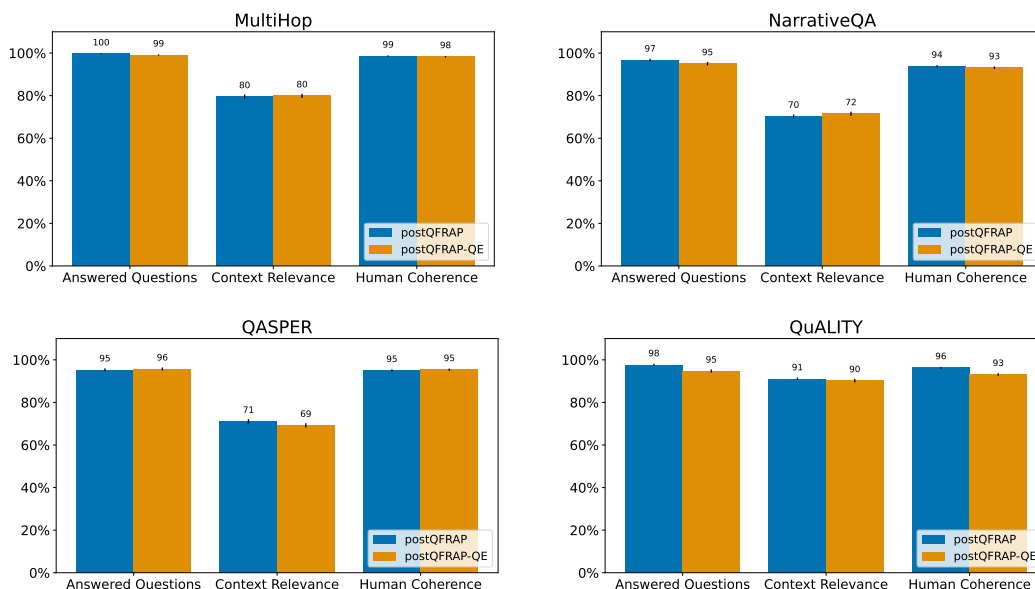 MultiHop
100%
80%
60%
40%
20%
0%
100
99
80
80
99
98
postQFRAP
postQFRAP-QE
Answered Questions
Context Relevance
Human Coherence
NarrativeQA
100%
80%
60%
40%
20%
0%
97
95
70
72
94
93
postQFRAP
postQFRAP-QE
Answered Questions
Context Relevance
Human Coherence
QASPER
100%
80%
60%
40%
20%
0%
95
96
71
69
95
95
postQFRAP
postQFRAP-QE
Answered Questions
Context Relevance
Human Coherence
QuALITY
100%
80%
60%
40%
20%
0%
98
95
91
90
96
93
postQFRAP
postQFRAP-QE
Answered Questions
Context Relevance
Human Coherence